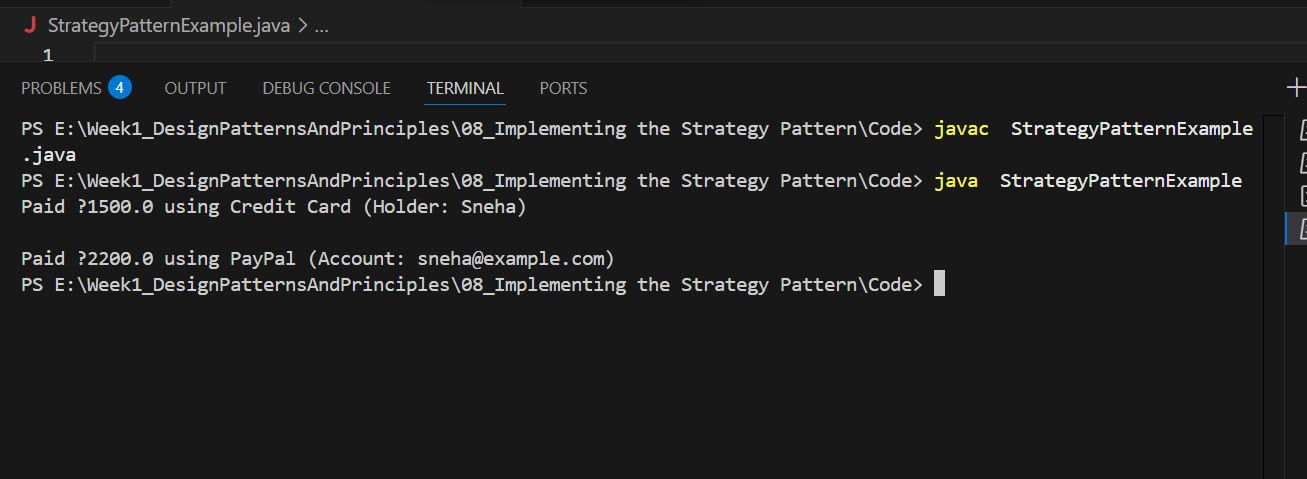 StrategyPatternExample.java > ...
1
PROBLEMS 4 OUTPUT DEBUG CONSOLE TERMINAL PORTS
PS E:\Week1_DesignPatternsAndPrinciples\08_Implementing the Strategy Pattern\Code> javac  StrategyPatternExample
.java
PS E:\Week1_DesignPatternsAndPrinciples\08_Implementing the Strategy Pattern\Code> java  StrategyPatternExample
Paid ?1500.0 using Credit Card (Holder: Sneha)
Paid ?2200.0 using PayPal (Account: sneha@example.com)
PS E:\Week1_DesignPatternsAndPrinciples\08_Implementing the Strategy Pattern\Code>